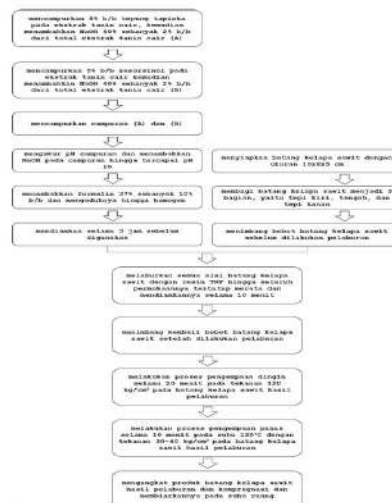 mencampurkan 8% b/b tepung tapioka
pada ekstrak tanin cair, kemudian
menambahkan NaOH 40% sebanyak 2% b/b
dari total ekstrak tanin cair (A)
mencampurkan 5% b/b resorsinol pada
ekstrak tanin cair kemudian
menambahkan NaOH 40% sebanyak 2% b/b
dari total ekstrak tanin cair (B)
mencampurkan campuran (A) dan (B)
mengukur pH campuran dan menambahkan
NaOH pada campuran hingga tercapai pH
10
menambahkan formalin 37% sebanyak 10%
b/b dan mengaduknya hingga homogen
mendiamkan selama 3 jam sebelum
digunakan
menyiapkan batang kelapa sawit dengan
ukuran
membagi batang kelapa sawit menjadi 3
bagian, yaitu tepi kiri, tengah, dan
tepi kanan
menimbang bobot batang kelapa sawit
sebelum dilakukan pelaburan
melaburkan semua sisi batang kelapa
sawit dengan resin TRF hingga seluruh
permukaannya tertutup merata dan
mendiamkannya selama 10 menit
menimbang kembali bobot batang kelapa
sawit setelah dilakukan pelaburan
melakukan proses pengempaan dingin
selama 20 menit pada tekanan
kg/cm² pada batang kelapa sawit hasil
pelaburan
melakukan proses pengempaan panas
selama 10 menit pada suhu 120°C dengan
tekanan 30-40 kg/cm² pada batang kelapa
sawit hasil pelaburan
mengangkat produk batang kelapa sawit
hasil pelaburan dan kompregnasi dan
membiarkannya pada suhu ruang